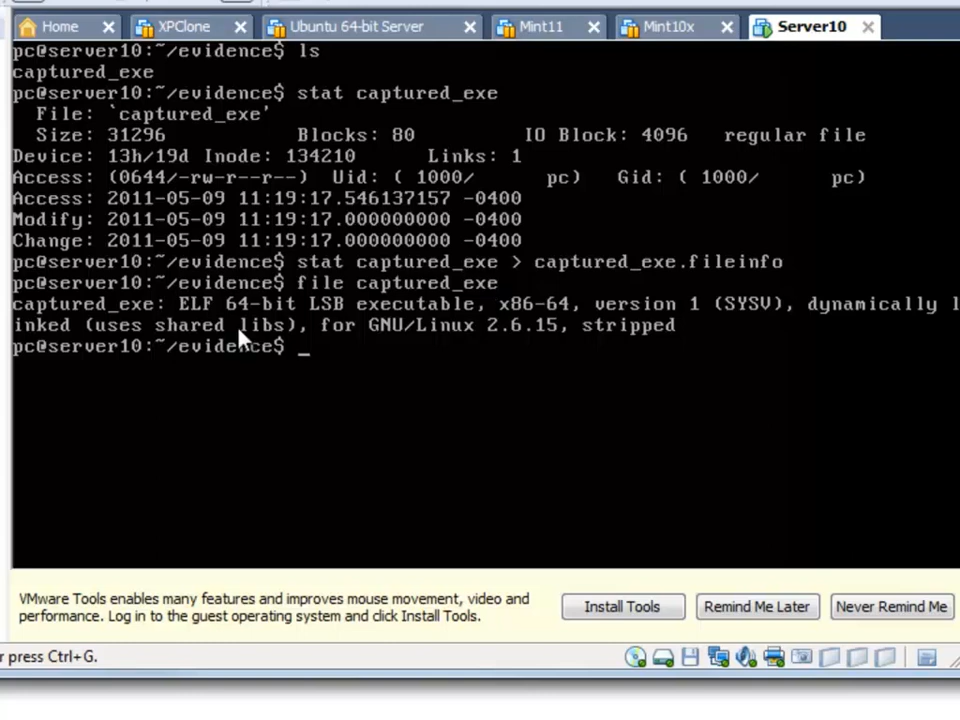 Home XPClone Ubuntu 64-bit Server Mint11 Mint10x Server10
pc@server10:~/evidence$ ls
captured_exe
pc@server10:~/evidence$ stat captured_exe
File: `captured_exe'
Size: 31296 Blocks: 80 IO Block: 4096 regular file
Device: 13h/19d Inode: 134210 Links: 1
Access: (0644/-rw-r--r--) Uid: ( 1000/ pc) Gid: ( 1000/ pc)
Access: 2011-05-09 11:19:17.546137157 -0400
Modify: 2011-05-09 11:19:17.000000000 -0400
Change: 2011-05-09 11:19:17.000000000 -0400
pc@server10:~/evidence$ stat captured_exe > captured_exe.fileinfo
pc@server10:~/evidence$ file captured_exe
captured_exe: ELF 64-bit LSB executable, x86-64, version 1 (SYSV), dynamically l
inked (uses shared libs), for GNU/Linux 2.6.15, stripped
pc@server10:~/evidence$ _
VMware Tools enables many features and improves mouse movement, video and
performance. Log in to the guest operating system and click Install Tools.
Install Tools Remind Me Later Never Remind Me
r press Ctrl+G.